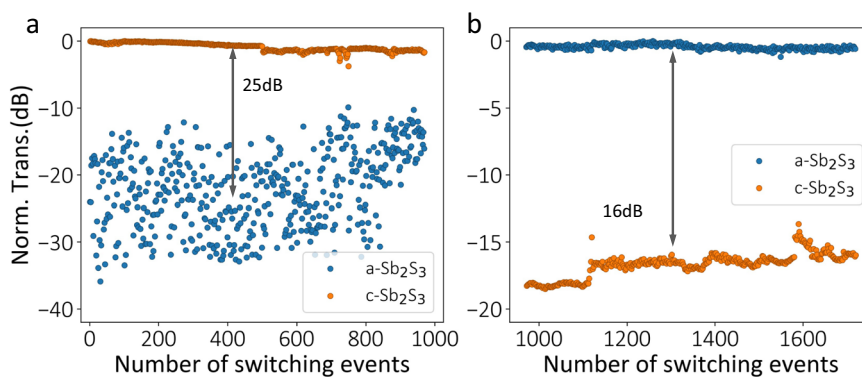 a
0
−10
−20
−30
−40
Norm. Trans.(dB)
25dB
a-Sb₂S₃
c-Sb₂S₃
0
200
400
600
800
1000
Number of switching events
b
0
−5
−10
−15
−20
16dB
a-Sb₂S₃
c-Sb₂S₃
1000
1200
1400
1600
Number of switching events